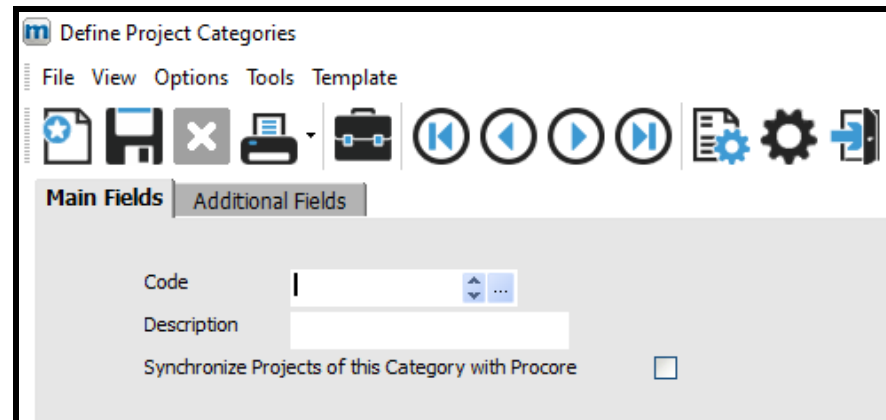 m Define Project Categories
File View Options Tools Template
Main Fields Additional Fields
Code ...
Description
Synchronize Projects of this Category with Procore